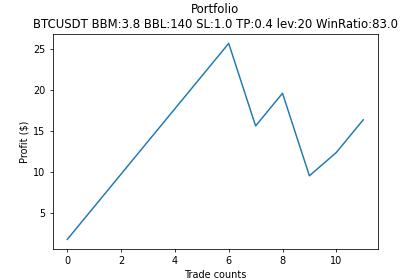 Portfolio
BTCUSDT BBM:3.8 BBL:140 SL:1.0 TP:0.4 lev:20 WinRatio:83.0
25
20
15
10
5
Profit ($)
0 2 4 6 8 10
Trade counts